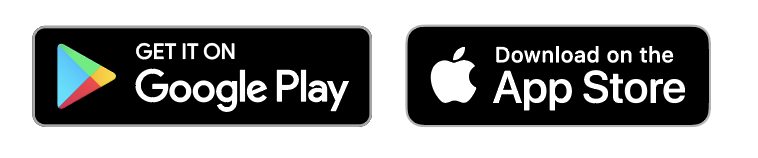 GET IT ON
Google Play
Download on the
App Store